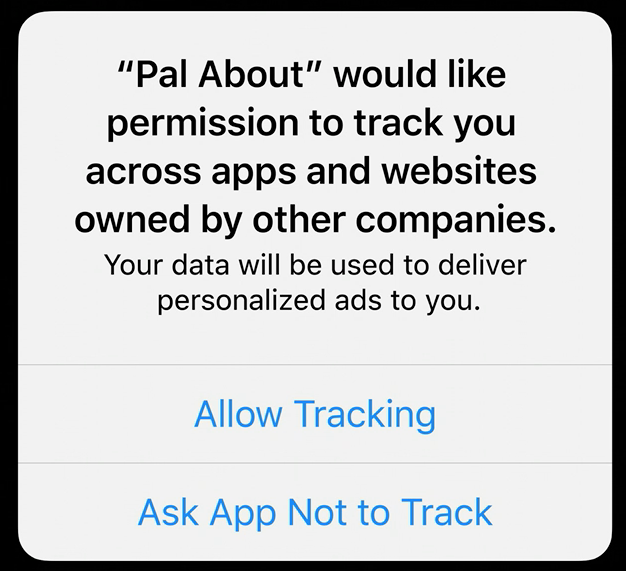 “Pal About” would like
permission to track you
across apps and websites
owned by other companies.
Your data will be used to deliver
personalized ads to you.
Allow Tracking
Ask App Not to Track